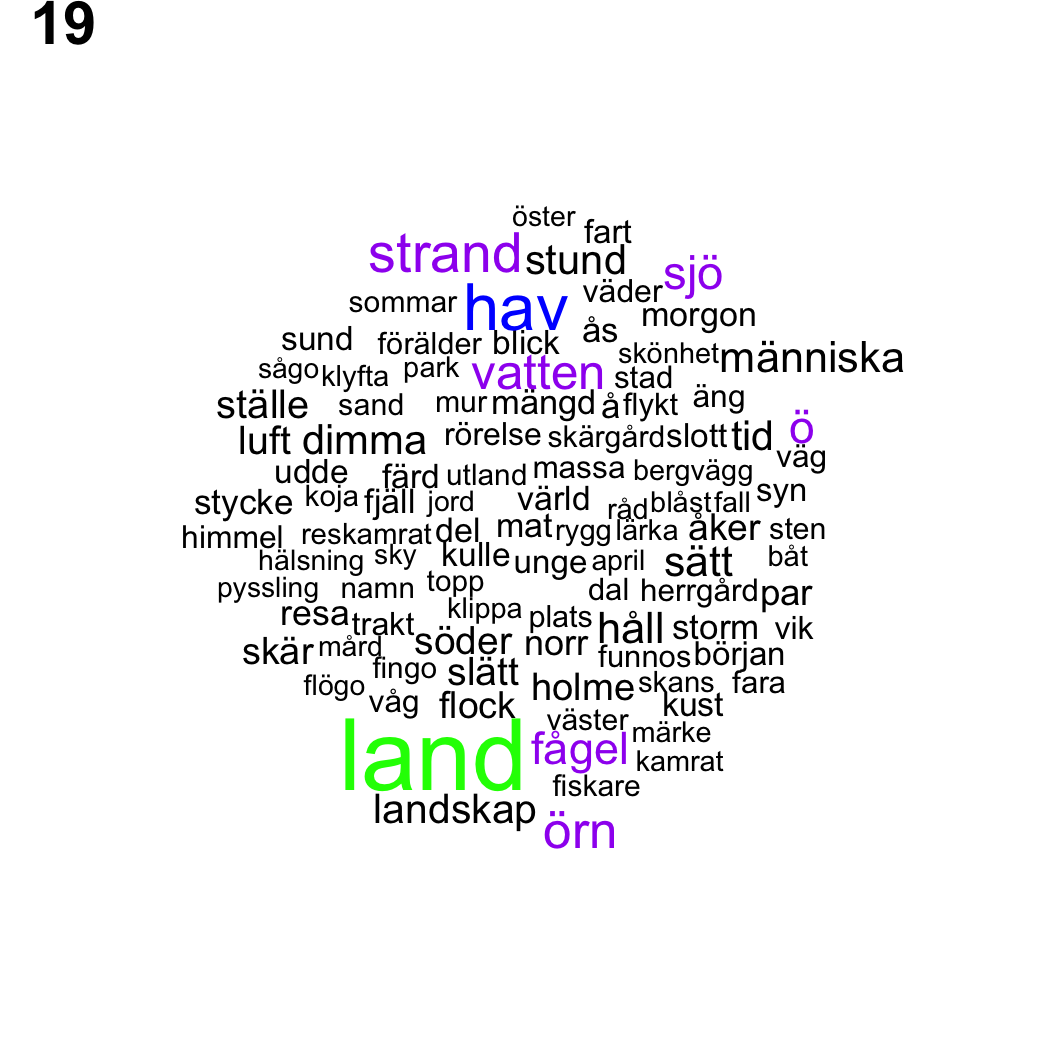 19
öster fart
strand stund sjö
sommar hav väder morgon
sund förälder blick ås skönhet människa
sågo klyfta park vatten stad
ställe sand mur mängd å flykt äng
luft dimma rörelse skärgård slott tid ö
udde färd utland massa bergvägg väg
stycke koja fjäll jord värld råd blåst fall syn
himmel reskamrat del mat rygg lärka åker sten
hälsning sky kulle unge april sätt båt
pyssling namn topp dal herrgård par
resa trakt klippa plats håll storm vik
skär mård söder norr funnos början
flögo fingo slätt holme skans fara
våg flock väster kust
land fågel märke
kamrat
fiskare
landskap örn